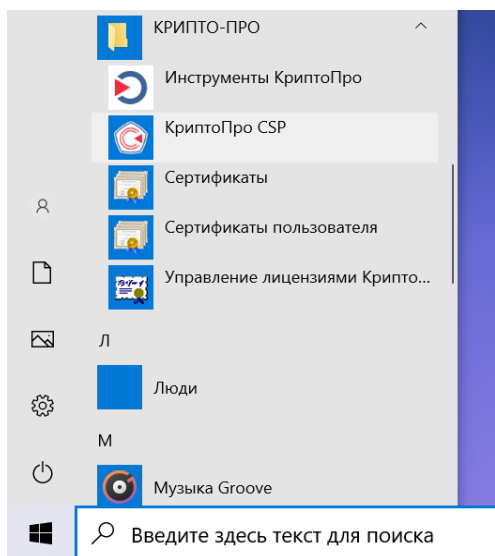 КРИПТО-ПРО
Инструменты КриптоПро
КриптоПро CSP
Сертификаты
Сертификаты пользователя
Управление лицензиями Крипто...
Л
Люди
М
Музыка Groove
Введите здесь текст для поиска